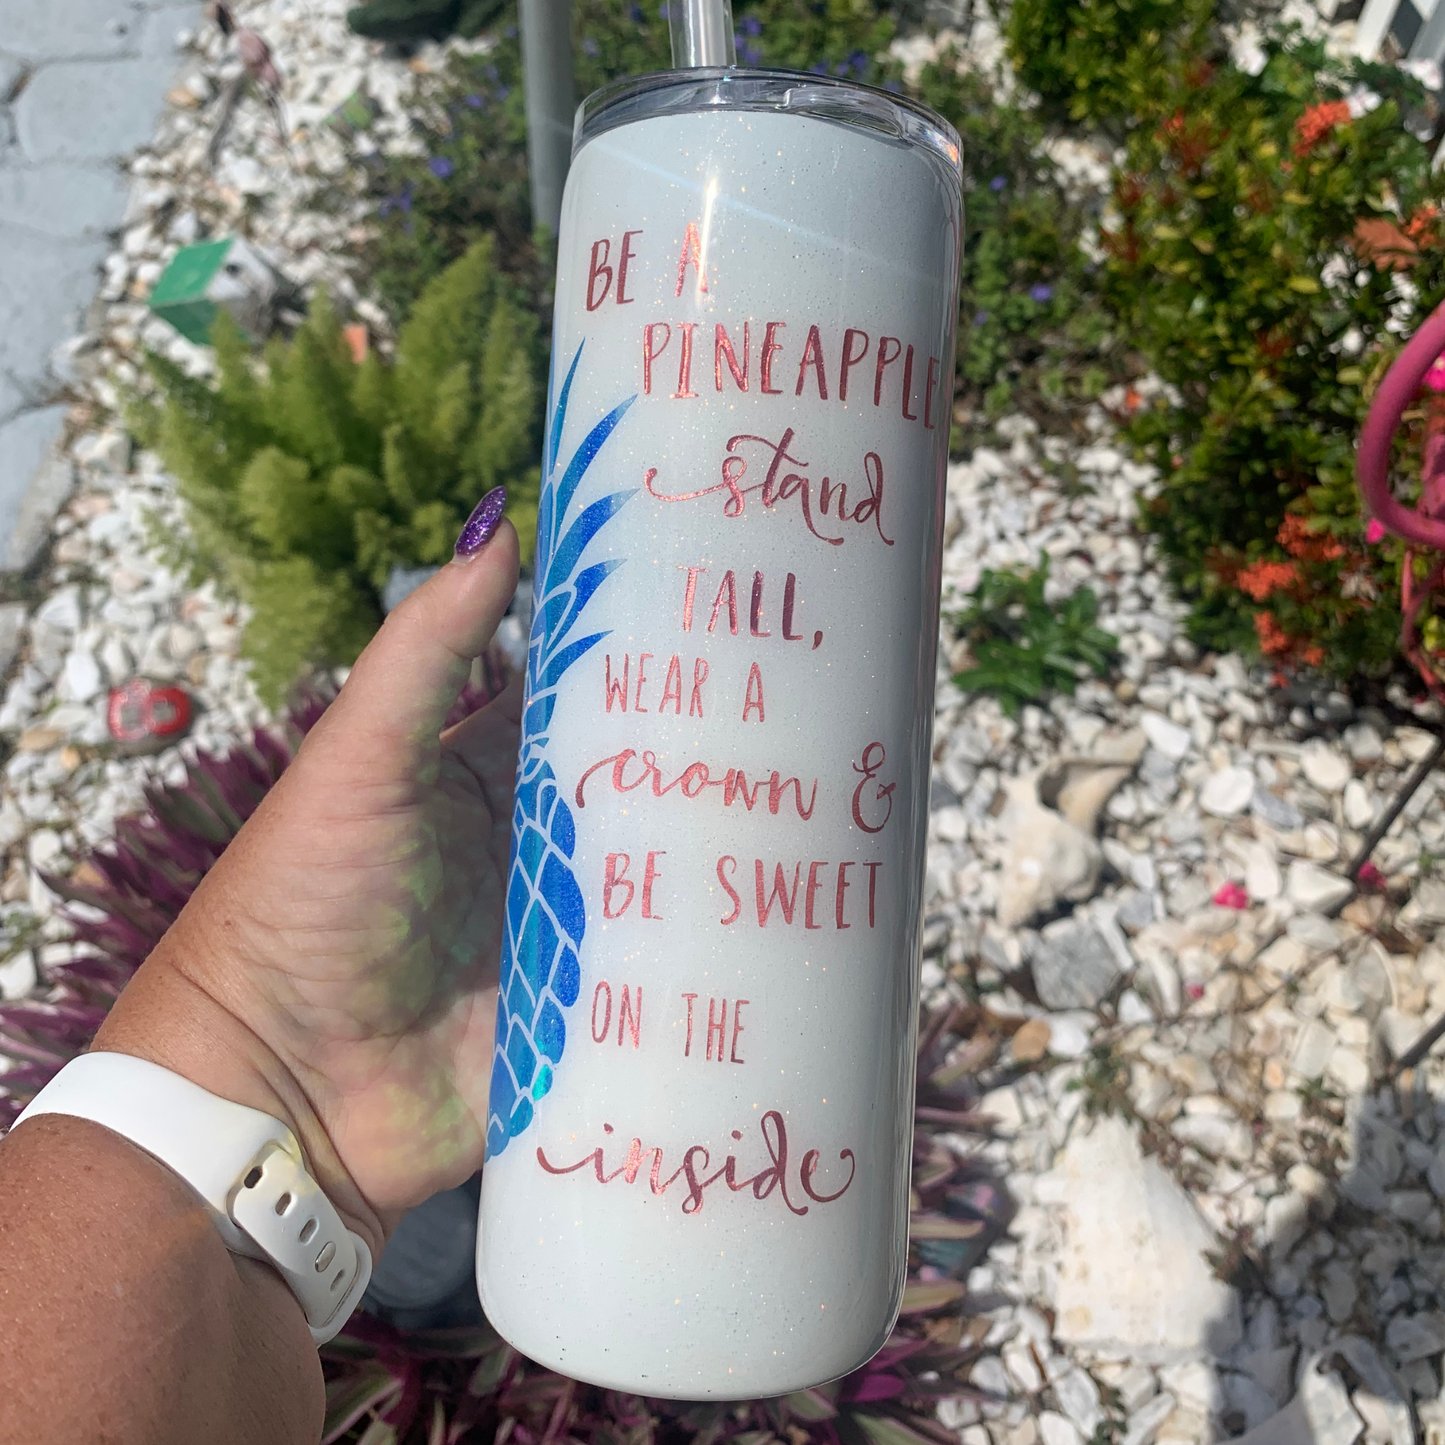 BE A
PINEAPPLE
stand
TALL,
WEAR A
crown &
BE SWEET
ON THE
inside